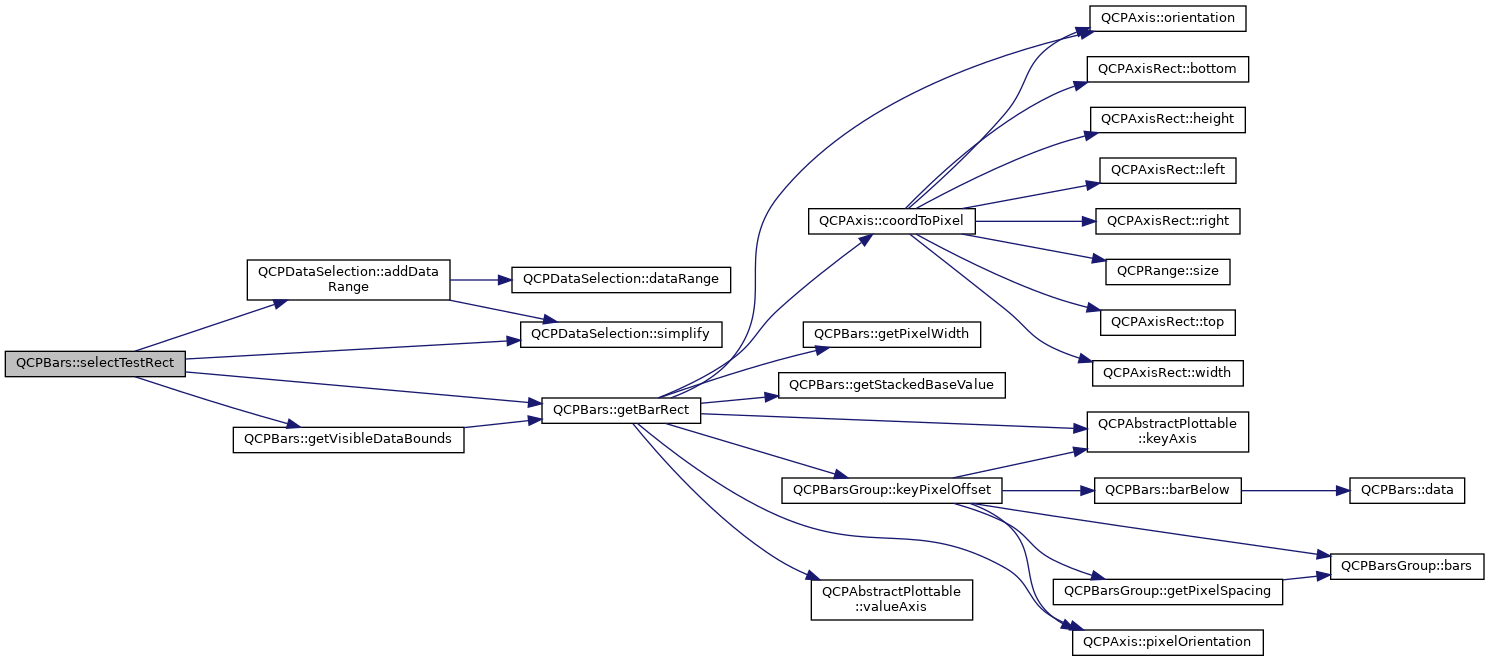 QCPBars::selectTestRect
QCPDataSelection::addData
Range
QCPBars::getVisibleDataBounds
QCPDataSelection::dataRange
QCPDataSelection::simplify
QCPBars::getBarRect
QCPAxis::coordToPixel
QCPBars::getPixelWidth
QCPBars::getStackedBaseValue
QCPBarsGroup::keyPixelOffset
QCPAbstractPlottable
::valueAxis
QCPAxis::orientation
QCPAxisRect::bottom
QCPAxisRect::height
QCPAxisRect::left
QCPAxisRect::right
QCPRange::size
QCPAxisRect::top
QCPAxisRect::width
QCPAbstractPlottable
::keyAxis
QCPBars::barBelow
QCPBarsGroup::getPixelSpacing
QCPAxis::pixelOrientation
QCPBars::data
QCPBarsGroup::bars